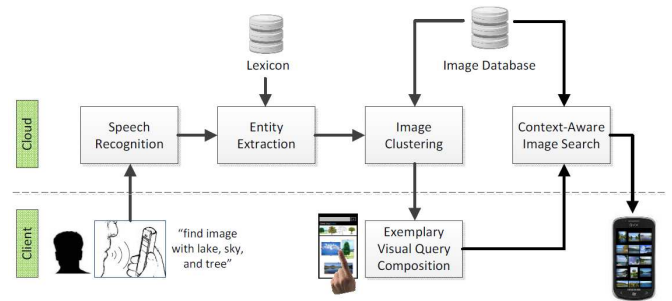 Lexicon
Image Database
Cloud
Speech
Recognition
Entity
Extraction
Image
Clustering
Context-Aware
Image Search
Client
“find image
with lake, sky,
and tree”
Exemplary
Visual Query
Composition